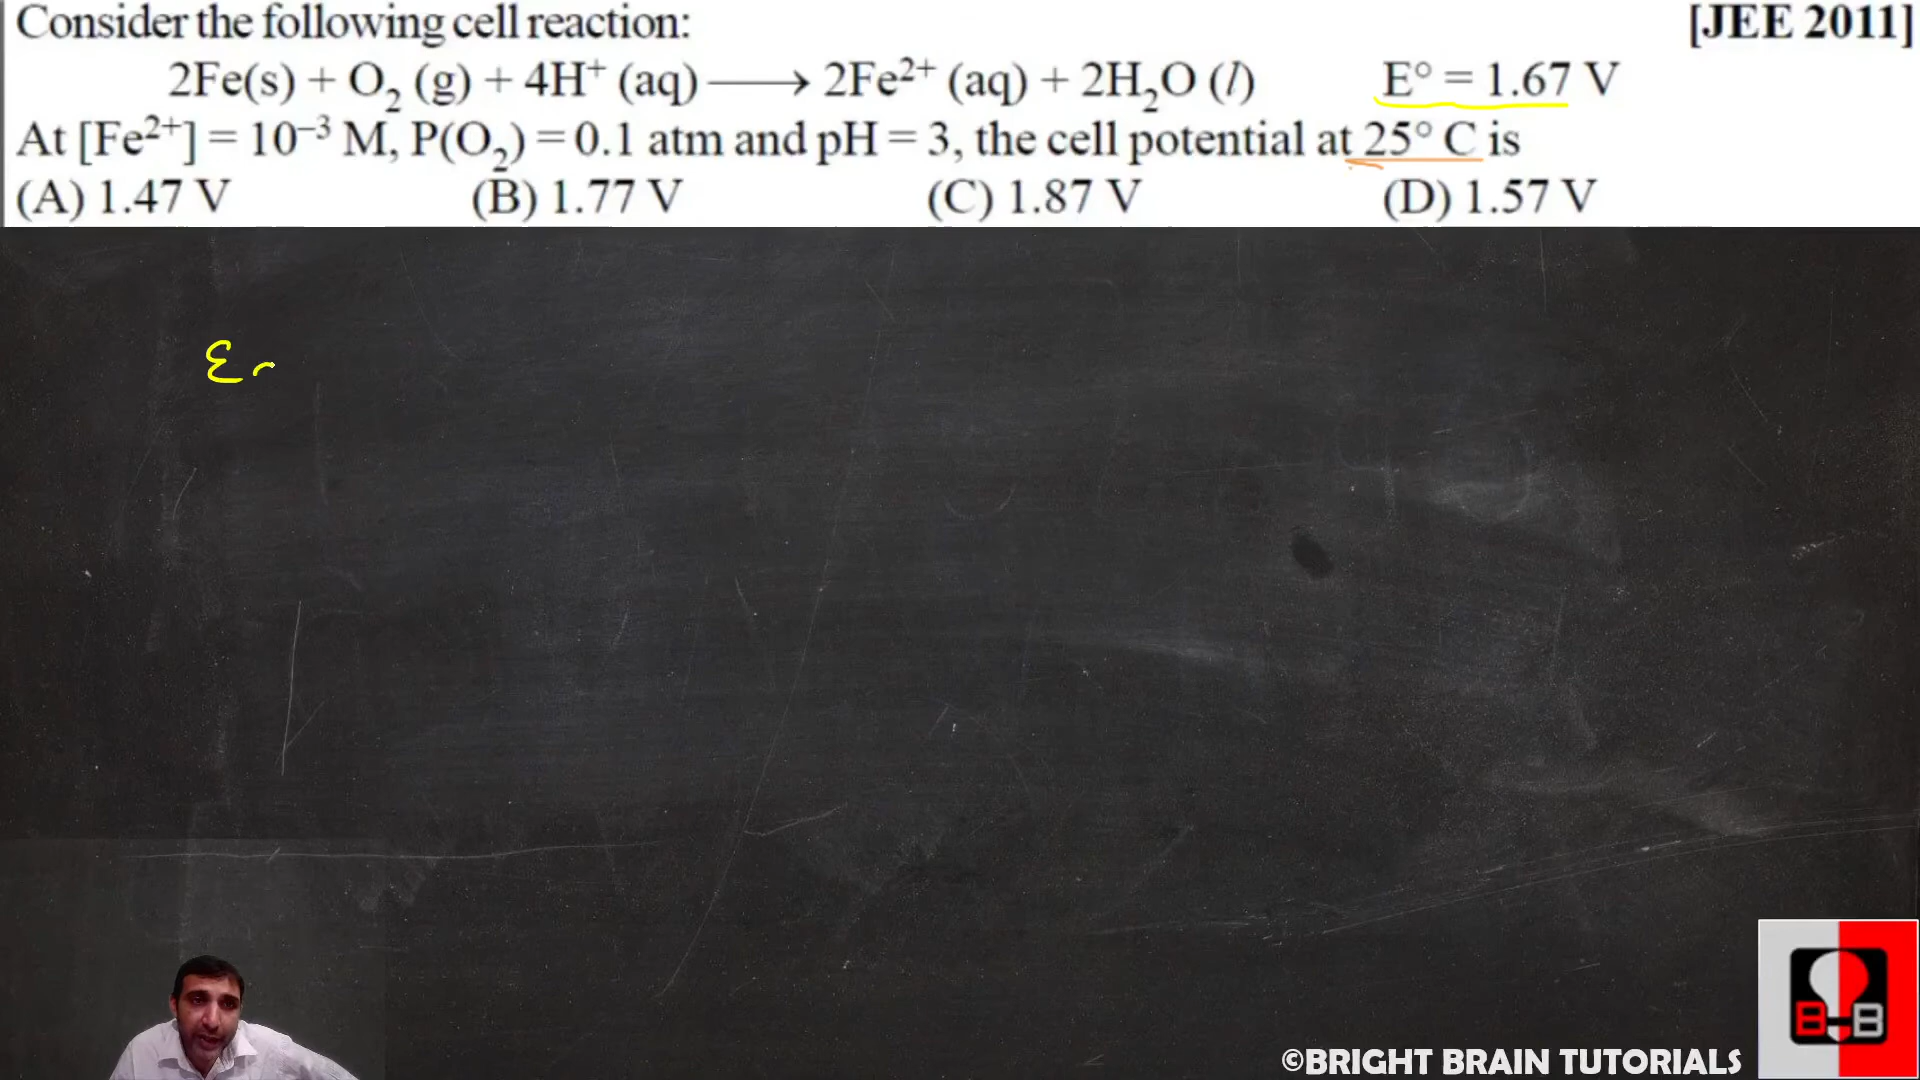 Consider the following cell reaction: [JEE 2011]
2Fe(s) + O₂ (g) + 4H⁺ (aq) ⟶ 2Fe²⁺ (aq) + 2H₂O (l) E° = 1.67 V
At [Fe²⁺] = 10⁻³ M, P(O₂) = 0.1 atm and pH = 3, the cell potential at 25° C is
(A) 1.47 V (B) 1.77 V (C) 1.87 V (D) 1.57 V
B B
©BRIGHT BRAIN TUTORIALS